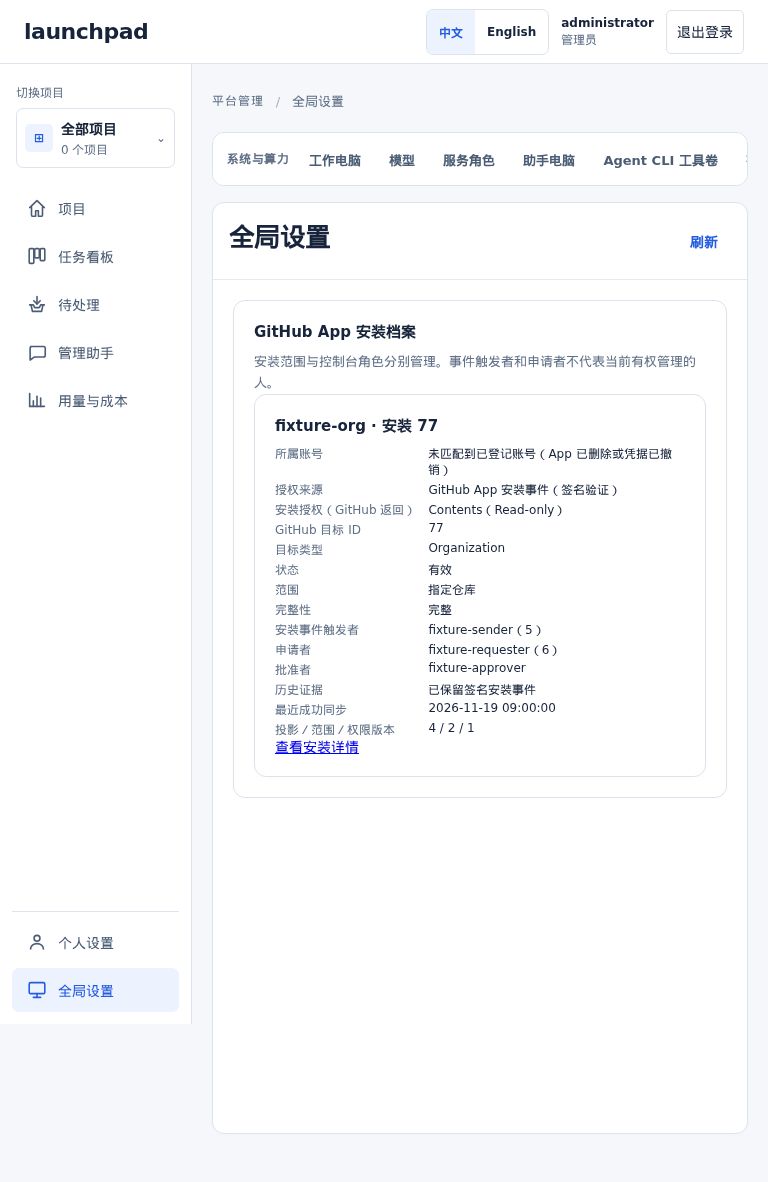 launchpad
中文
English
administrator
管理员
退出登录
切换项目
全部项目
0 个项目
项目
任务看板
待处理
管理助手
用量与成本
个人设置
全局设置
平台管理 / 全局设置
系统与算力 工作电脑 模型 服务角色 助手电脑 Agent CLI 工具卷
全局设置
刷新
GitHub App 安装档案
安装范围与控制台角色分别管理。事件触发者和申请者不代表当前有权管理的
人。
fixture-org · 安装 77
所属账号 未匹配到已登记账号（App 已删除或凭据已撤
销）
授权来源 GitHub App 安装事件（签名验证）
安装授权（GitHub 返回） Contents（Read-only）
GitHub 目标 ID 77
目标类型 Organization
状态 有效
范围 指定仓库
完整性 完整
安装事件触发者 fixture-sender（5）
申请者 fixture-requester（6）
批准者 fixture-approver
历史证据 已保留签名安装事件
最近成功同步 2026-11-19 09:00:00
投影 / 范围 / 权限版本 4 / 2 / 1
查看安装详情